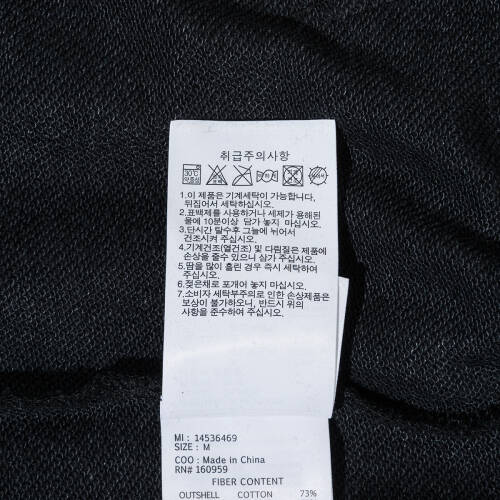 취급주의사항
30℃
약중성
1.이 제품은 기계세탁이 가능합니다.
뒤집어서 세탁하십시오.
2.표백제를 사용하거나 세제가 용해된
물에 10분이상 담가 놓지 마십시오.
3.단시간 탈수후 그늘에 뉘어서
건조시켜 주십시오.
4.기계건조(열건조) 및 다림질은 제품에
손상을 줄수 있으니 삼가 주십시오.
5.땀을 많이 흘린 경우 즉시 세탁하여
주십시오.
6.젖은채로 포개어 놓지 마십시오.
7.소비자 세탁부주의로 인한 손상제품은
보상이 불가하오니, 반드시 위의
사항을 준수하여 주십시오.
MI : 14536469
SIZE : M
COO : Made in China
RN# 160959
FIBER CONTENT
OUTSHELL COTTON 73%